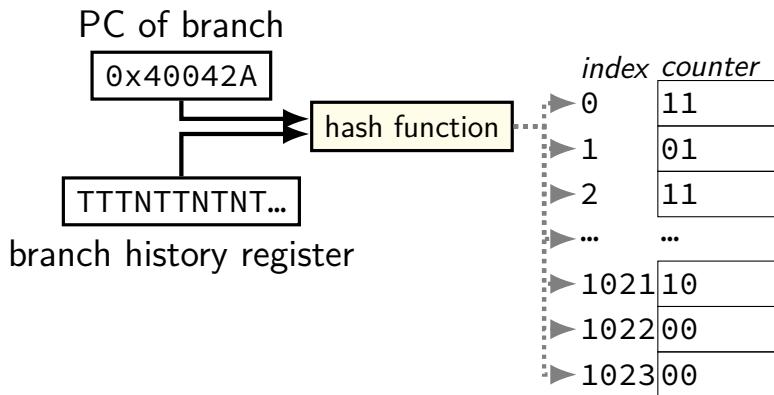 PC of branch
0x40042A
hash function
TTTNTTNTNT…
branch history register
index counter
0 11
1 01
2 11
… …
1021 10
1022 00
1023 00